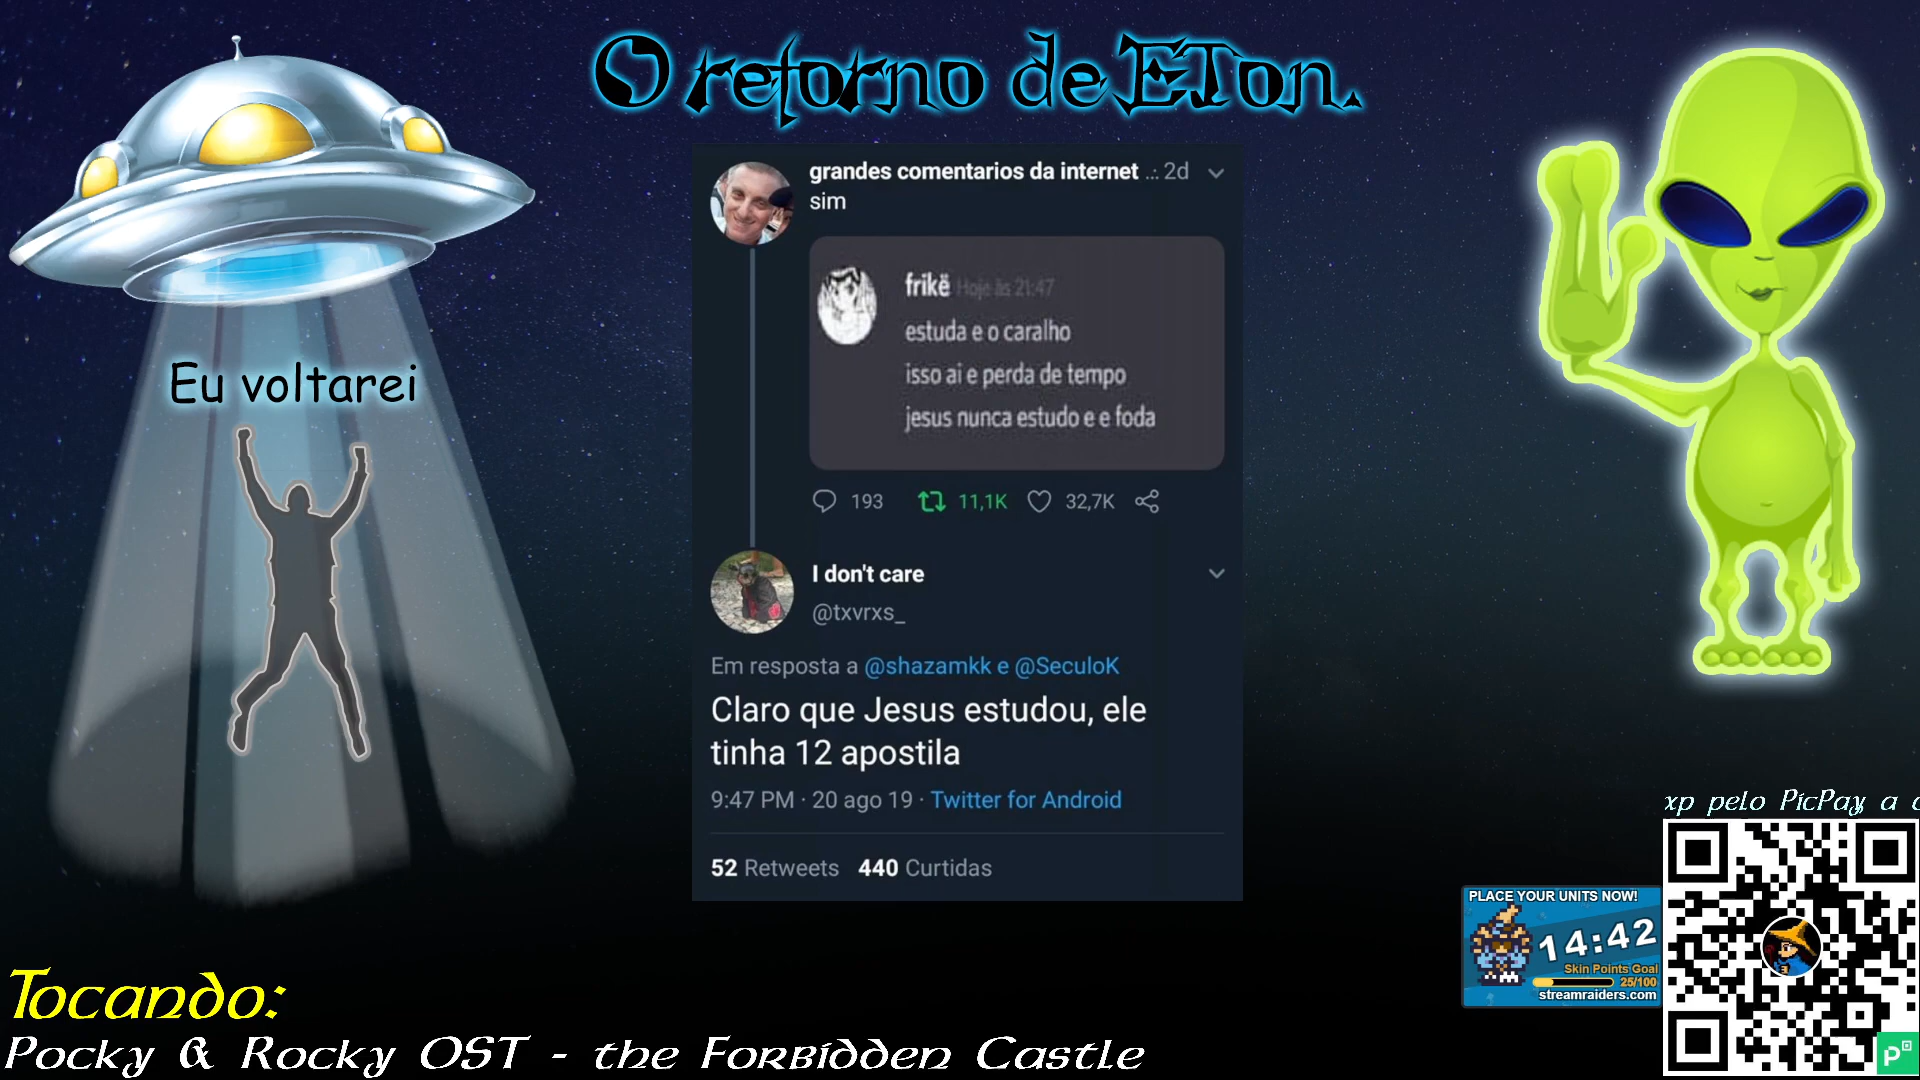 O retorno de ETon.
grandes comentarios da internet .: 2d
sim
frikë Hoje às 21:47
estuda e o caralho
isso ai e perda de tempo
jesus nunca estudo e e foda
193 11,1K 32,7K
I don't care
@txvrxs_
Em resposta a @shazamkk e @SeculoK
Claro que Jesus estudou, ele
tinha 12 apostila
9:47 PM · 20 ago 19 · Twitter for Android
52 Retweets 440 Curtidas
Eu voltarei
xp pelo PicPay, a
PLACE YOUR UNITS NOW!
14:42
Skin Points Goal
25/100
streamraiders.com
P
Tocando:
Pocky & Rocky OST - the Forbidden Castle